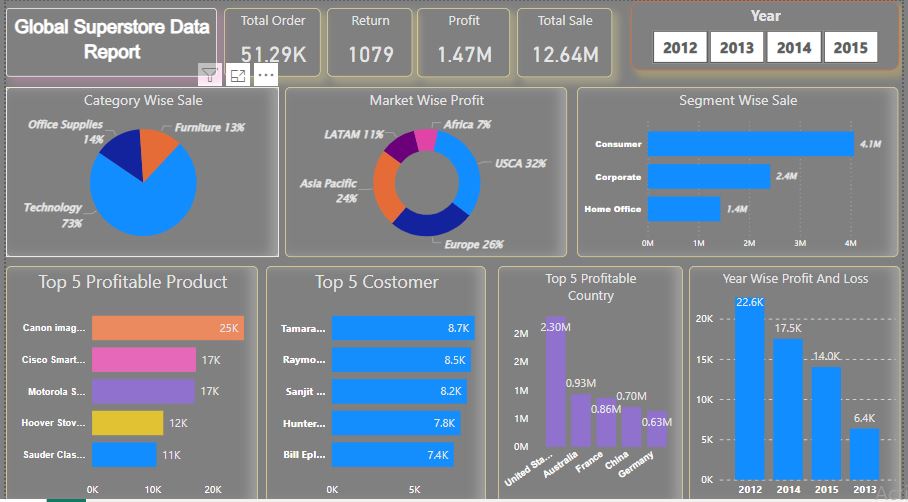 Global Superstore Data
Report
Total Order
51.29K
Return
1079
Profit
1.47M
Total Sale
12.64M
Year
2012
2013
2014
2015
Category Wise Sale
Office Supplies
14%
Furniture 13%
Technology
73%
Market Wise Profit
Africa 7%
LATAM 11%
USCA 32%
Asia Pacific
24%
Europe 26%
Segment Wise Sale
Consumer
4.1M
Corporate
2.4M
Home Office
1.4M
0M 1M 2M 3M 4M
Top 5 Profitable Product
Canon imag...
25K
Cisco Smart...
17K
Motorola S...
17K
Hoover Stov...
12K
Sauder Clas...
11K
0K 10K 20K
Top 5 Costomer
Tamara...
8.7K
Raymo...
8.5K
Sanjit ...
8.2K
Hunter...
7.8K
Bill Epl...
7.4K
0K 5K
Top 5 Profitable
Country
2M
2M
1M
1M
0M
2.30M
0.93M
0.86M
0.70M
0.63M
United Sta...
Australia
France
China
Germany
Year Wise Profit And Loss
20K
15K
10K
5K
0K
22.6K
17.5K
14.0K
6.4K
2012 2014 2015 2013